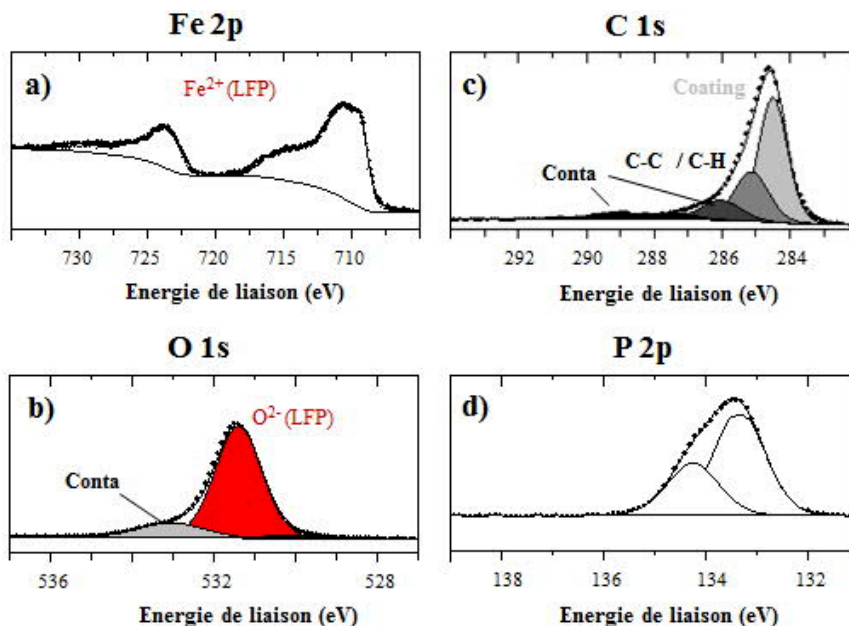 Fe 2p
a)
Fe2+ (LFP)
730 725 720 715 710
Energie de liaison (eV)
C 1s
c)
Coating
C-C / C-H
Conta
292 290 288 286 284
Energie de liaison (eV)
O 1s
b)
O2- (LFP)
Conta
536 531 528
Energie de liaison (eV)
P 2p
d)
138 136 134 132
Energie de liaison (eV)